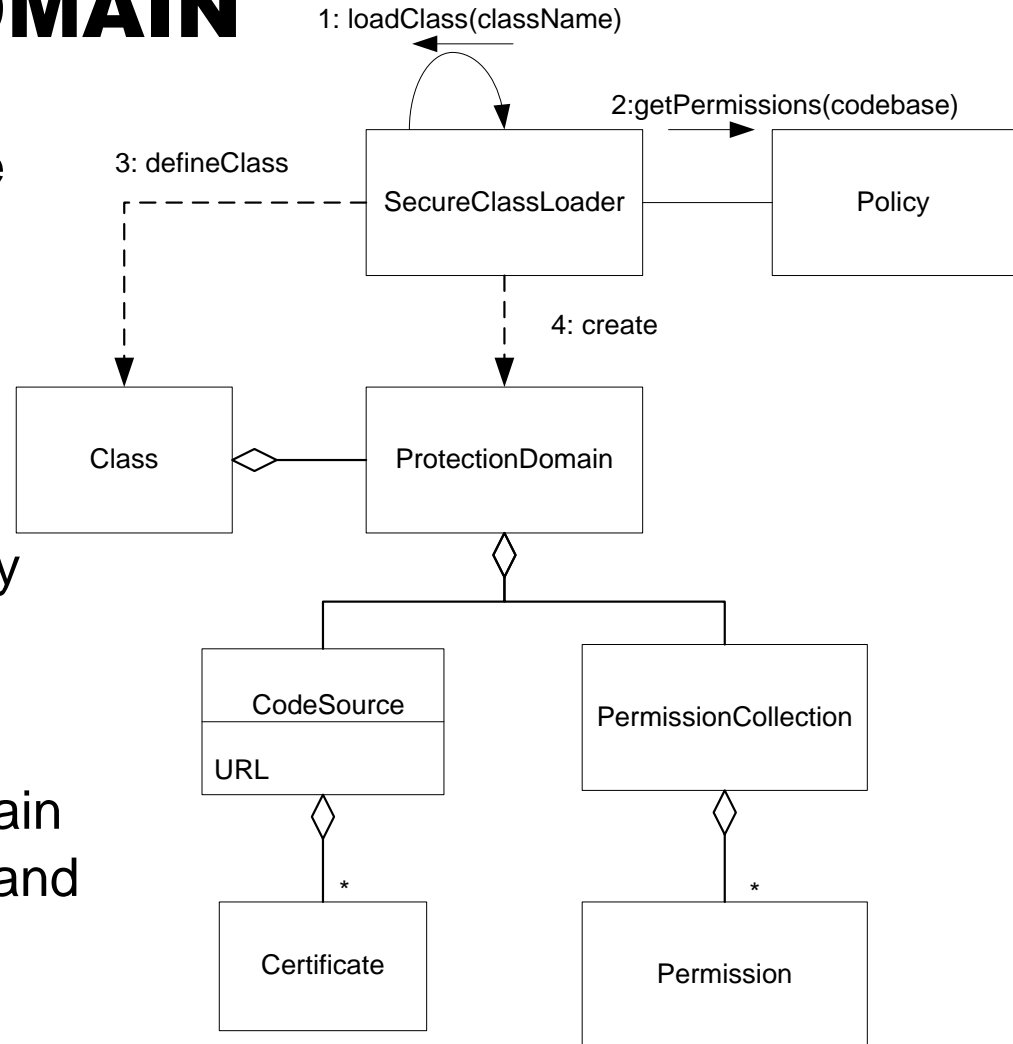 OMAIN
1: loadClass(className)
2:getPermissions(codebase)
e
3: defineClass
SecureClassLoader
Policy
4: create
Class
ProtectionDomain
y
CodeSource
PermissionCollection
URL
ain
and
*
*
Certificate
Permission